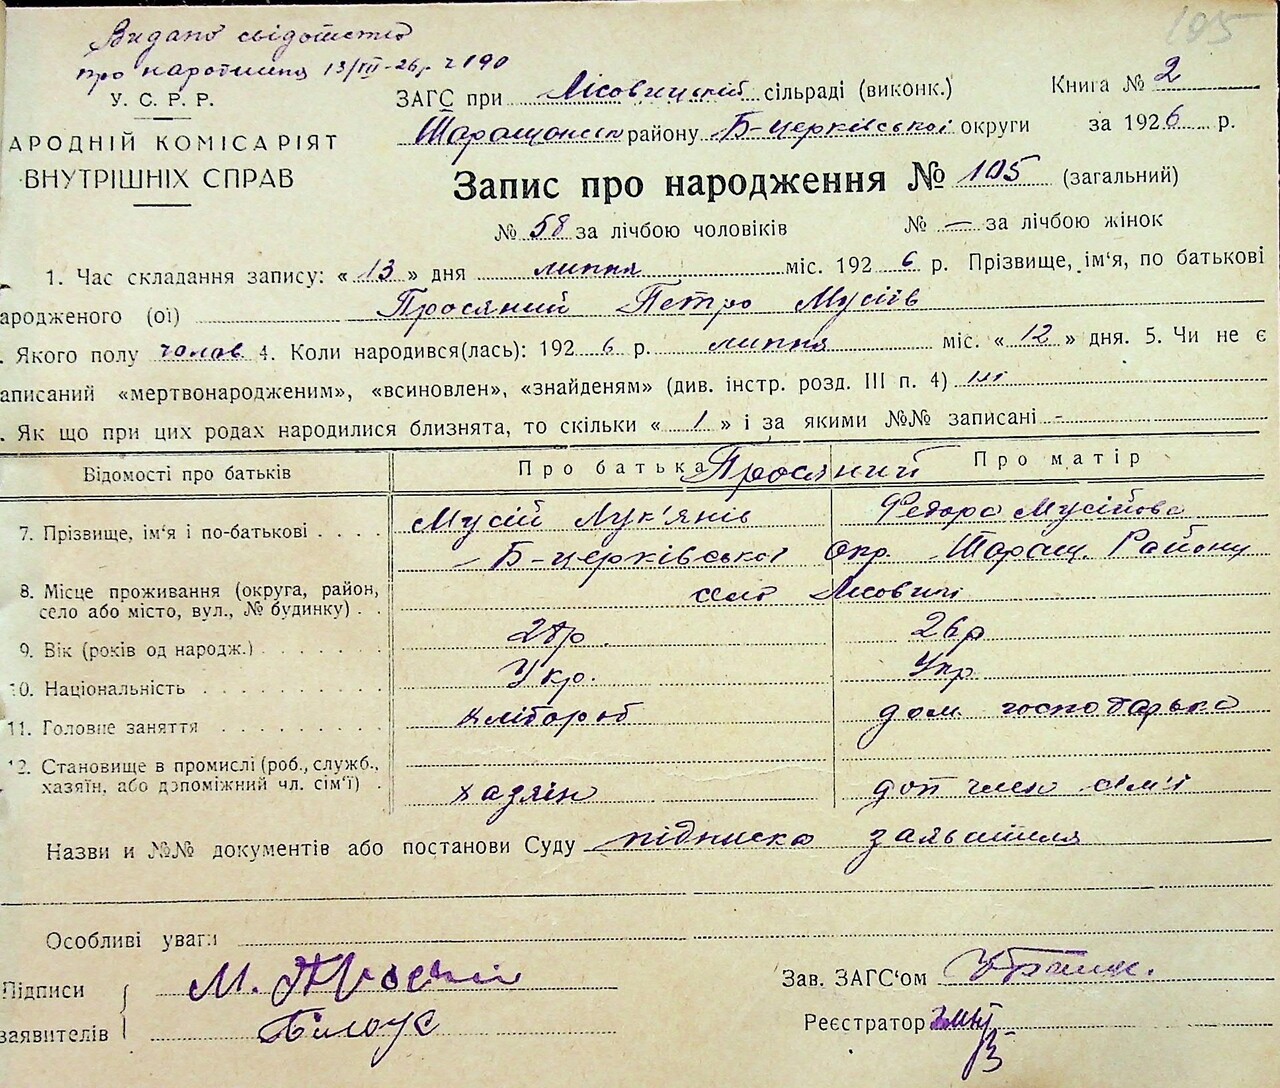 105
Видано свідоцтво
про народження 13/VII-26 р ч 190
У. С. Р. Р.
АРОДНІЙ КОМІСАРІЯТ
ВНУТРІШНІХ СПРАВ
ЗАГС при Лісовицькій сільраді (виконк.)
Книга № 2
Таращанськ району Б-церківської округи
за 1926 р.
Запис про народження № 105 (загальний)
№ 58 за лічбою чоловіків № — за лічбою жінок
1. Час складання запису: « 13 » дня липня міс. 1926 р. Прізвище, ім'я, по батькові
ародженого (ої) Просяний Петро Мусіїв
. Якого полу чолов 4. Коли народився(лась): 1926 р. липня міс. « 12 » дня. 5. Чи не є
аписаний «мертвонародженим», «всиновлен», «знайденям» (див. інстр. розд. III п. 4) ні
. Як що при цих родах народилися близнята, то скільки « 1 » і за якими №№ записані -
Відомості про батьків Про батька Просяний Про матір
7. Прізвище, ім'я і по-батькові . . . . Мусій Лук'янів Федора Мусійова
Б-церківської Окр. Таращ. Району
8. Місце проживання (округа, район, село Лісовичі
село або місто, вул., № будинку) . .
9. Вік (років од народж.) 28р 26р
10. Національність Укр. Укр
11. Головне заняття хлібороб дом. господарька
12. Становище в промислі (роб., служб.,
хазяїн, або допоміжний чл. сім'ї) . хазяїн доп член сім'ї
Назви и №№ документів або постанови Суду підписка заявителя
Особливі уваги
Підписи М. Просяній
заявителів Білоус
Зав. ЗАГС'ом
Реєстратор